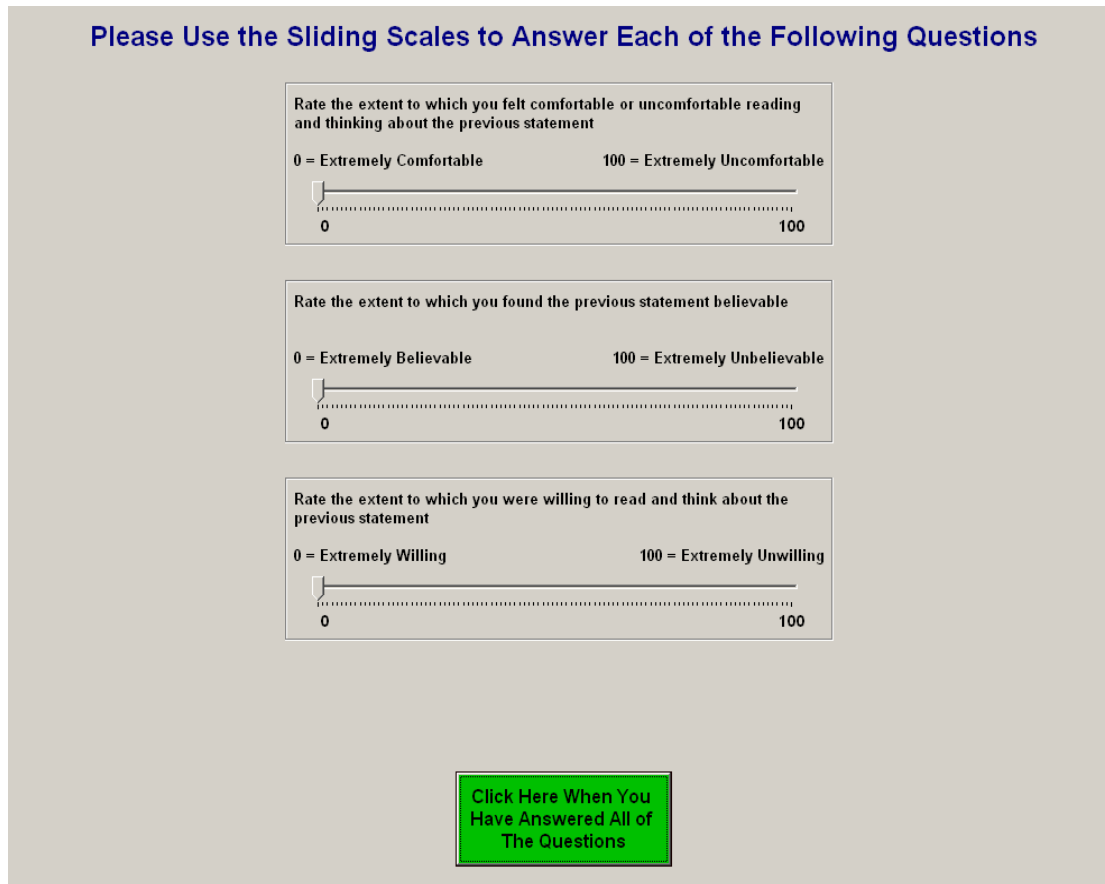 Please Use the Sliding Scales to Answer Each of the Following Questions
Rate the extent to which you felt comfortable or uncomfortable reading
and thinking about the previous statement
0 = Extremely Comfortable 100 = Extremely Uncomfortable
0 100
Rate the extent to which you found the previous statement believable
0 = Extremely Believable 100 = Extremely Unbelievable
0 100
Rate the extent to which you were willing to read and think about the
previous statement
0 = Extremely Willing 100 = Extremely Unwilling
0 100
Click Here When You
Have Answered All of
The Questions